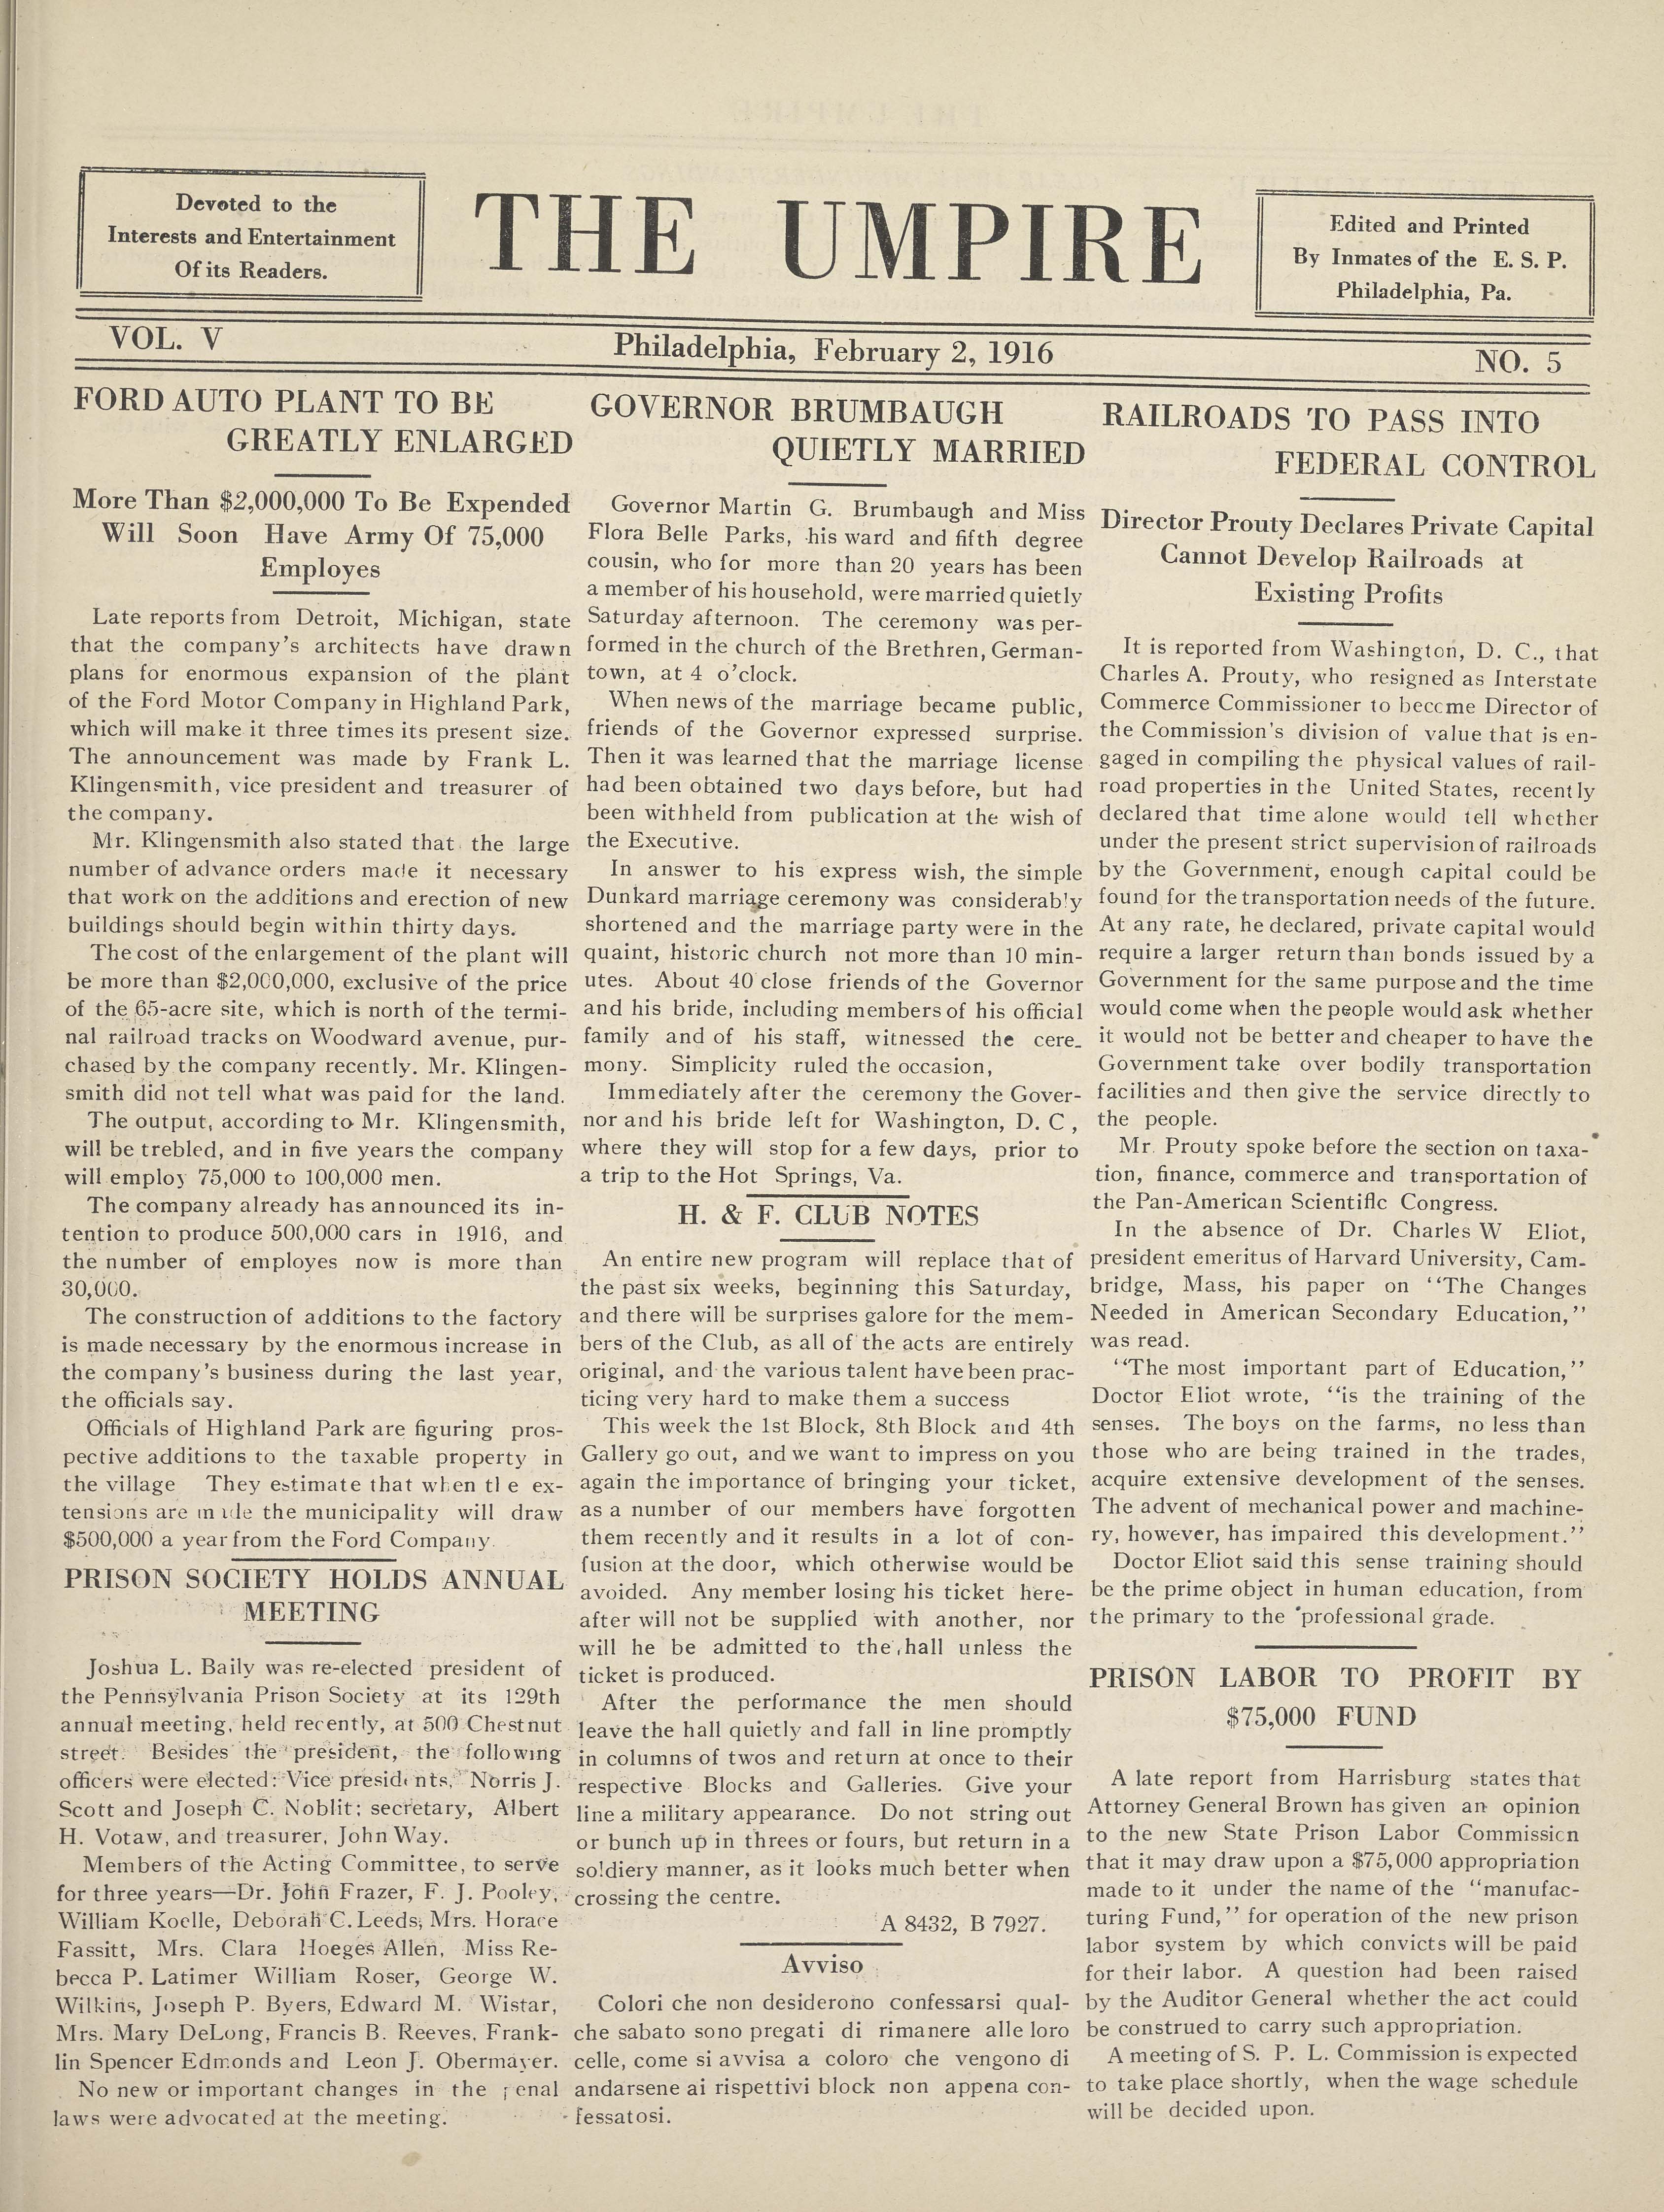 Devoted to the
Interests and Entertainment
Of its Readers.
THE UMPIRE
Edited and Printed
By Inmates of the E. S. P.
Philadelphia, Pa.
VOL. V
Philadelphia, February 2, 1916
NO. 5
FORD AUTO PLANT TO BE
GREATLY ENLARGED
More Than $2,000,000 To Be Expended
Will Soon Have Army Of 75,000
Employes
Late reports from Detroit, Michigan, state
that the company's architects have drawn
plans for enormous expansion of the plant
of the Ford Motor Company in Highland Park,
which will make it three times its present size.
The announcement was made by Frank L.
Klingensmith, vice president and treasurer of
the company.
Mr. Klingensmith also stated that the large
number of advance orders made it necessary
that work on the additions and erection of new
buildings should begin within thirty days.
The cost of the enlargement of the plant will
be more than $2,000,000, exclusive of the price
of the 65-acre site, which is north of the termi-
nal railroad tracks on Woodward avenue, pur-
chased by the company recently. Mr. Klingen-
smith did not tell what was paid for the land.
The output, according to Mr. Klingensmith,
will be trebled, and in five years the company
will employ 75,000 to 100,000 men.
The company already has announced its in-
tention to produce 500,000 cars in 1916, and
the number of employes now is more than
30,000.
The construction of additions to the factory
is made necessary by the enormous increase in
the company's business during the last year,
the officials say.
Officials of Highland Park are figuring pros-
pective additions to the taxable property in
the village They estimate that when the ex-
tensions are made the municipality will draw
$500,000 a year from the Ford Company.
PRISON SOCIETY HOLDS ANNUAL
MEETING
Joshua L. Baily was re-elected president of
the Pennsylvania Prison Society at its 129th
annual meeting, held recently, at 500 Chestnut
street. Besides the president, the following
officers were elected: Vice presidents, Norris J.
Scott and Joseph C. Noblit; secretary, Albert
H. Votaw, and treasurer, John Way.
Members of the Acting Committee, to serve
for three years—Dr. John Frazer, F. J. Pooley,
William Koelle, Deborah C. Leeds, Mrs. Horace
Fassitt, Mrs. Clara Hoeges Allen, Miss Re-
becca P. Latimer William Roser, George W.
Wilkins, Joseph P. Byers, Edward M. Wistar,
Mrs. Mary DeLong, Francis B. Reeves, Frank-
lin Spencer Edmonds and Leon J. Obermayer.
No new or important changes in the penal
laws were advocated at the meeting.
GOVERNOR BRUMBAUGH
QUIETLY MARRIED
Governor Martin G. Brumbaugh and Miss
Flora Belle Parks, his ward and fifth degree
cousin, who for more than 20 years has been
a member of his household, were married quietly
Saturday afternoon. The ceremony was per-
formed in the church of the Brethren, German-
town, at 4 o'clock.
When news of the marriage became public,
friends of the Governor expressed surprise.
Then it was learned that the marriage license
had been obtained two days before, but had
been withheld from publication at the wish of
the Executive.
In answer to his express wish, the simple
Dunkard marriage ceremony was considerably
shortened and the marriage party were in the
quaint, historic church not more than 10 min-
utes. About 40 close friends of the Governor
and his bride, including members of his official
family and of his staff, witnessed the cere-
mony. Simplicity ruled the occasion,
Immediately after the ceremony the Gover-
nor and his bride left for Washington, D. C ,
where they will stop for a few days, prior to
a trip to the Hot Springs, Va.
H. & F. CLUB NOTES
An entire new program will replace that of
the past six weeks, beginning this Saturday,
and there will be surprises galore for the mem-
bers of the Club, as all of the acts are entirely
original, and the various talent have been prac-
ticing very hard to make them a success
This week the 1st Block, 8th Block and 4th
Gallery go out, and we want to impress on you
again the importance of bringing your ticket,
as a number of our members have forgotten
them recently and it results in a lot of con-
fusion at the door, which otherwise would be
avoided. Any member losing his ticket here-
after will not be supplied with another, nor
will he be admitted to the hall unless the
ticket is produced.
After the performance the men should
leave the hall quietly and fall in line promptly
in columns of twos and return at once to their
respective Blocks and Galleries. Give your
line a military appearance. Do not string out
or bunch up in threes or fours, but return in a
soldiery manner, as it looks much better when
crossing the centre.
A 8432, B 7927.
Avviso
Colori che non desiderono confessarsi qual-
che sabato sono pregati di rimanere alle loro
celle, come si avvisa a coloro che vengono di
andarsene ai rispettivi block non appena con-
fessatosi.
RAILROADS TO PASS INTO
FEDERAL CONTROL
Director Prouty Declares Private Capital
Cannot Develop Railroads at
Existing Profits
It is reported from Washington, D. C., that
Charles A. Prouty, who resigned as Interstate
Commerce Commissioner to become Director of
the Commission's division of value that is en-
gaged in compiling the physical values of rail-
road properties in the United States, recently
declared that time alone would tell whether
under the present strict supervision of railroads
by the Government, enough capital could be
found for the transportation needs of the future.
At any rate, he declared, private capital would
require a larger return than bonds issued by a
Government for the same purpose and the time
would come when the people would ask whether
it would not be better and cheaper to have the
Government take over bodily transportation
facilities and then give the service directly to
the people.
Mr. Prouty spoke before the section on taxa-
tion, finance, commerce and transportation of
the Pan-American Scientific Congress.
In the absence of Dr. Charles W Eliot,
president emeritus of Harvard University, Cam-
bridge, Mass, his paper on "The Changes
Needed in American Secondary Education,"
was read.
"The most important part of Education,"
Doctor Eliot wrote, "is the training of the
senses. The boys on the farms, no less than
those who are being trained in the trades,
acquire extensive development of the senses.
The advent of mechanical power and machine-
ry, however, has impaired this development."
Doctor Eliot said this sense training should
be the prime object in human education, from
the primary to the professional grade.
PRISON LABOR TO PROFIT BY
$75,000 FUND
A late report from Harrisburg states that
Attorney General Brown has given an opinion
to the new State Prison Labor Commission
that it may draw upon a $75,000 appropriation
made to it under the name of the "manufac-
turing Fund," for operation of the new prison
labor system by which convicts will be paid
for their labor. A question had been raised
by the Auditor General whether the act could
be construed to carry such appropriation.
A meeting of S. P. L. Commission is expected
to take place shortly, when the wage schedule
will be decided upon.